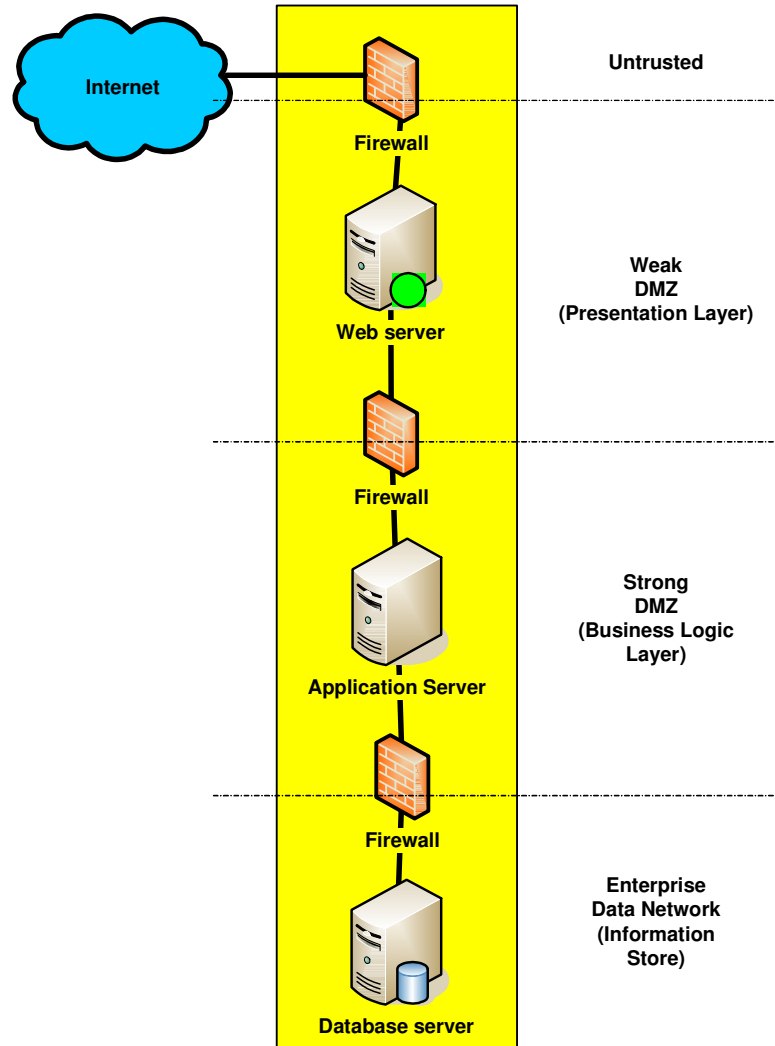 Internet
Untrusted
Firewall
Weak
DMZ
(Presentation Layer)
Web server
Firewall
Strong
DMZ
(Business Logic
Layer)
Application Server
Firewall
Enterprise
Data Network
(Information
Store)
Database server